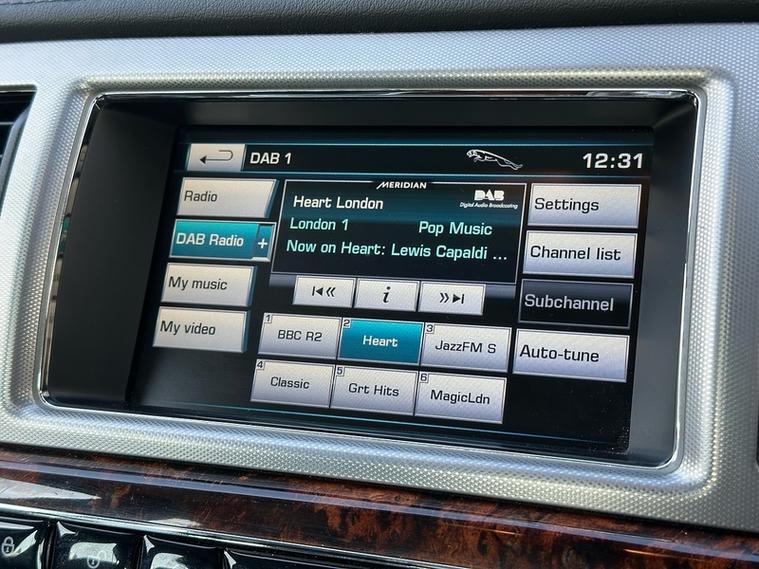 DAB 1
12:31
Radio
DAB Radio +
My music
My video
MERIDIAN
Heart London
DAB
Digital Audio Broadcasting
London 1 Pop Music
Now on Heart: Lewis Capaldi ...
i
Settings
Channel list
Subchannel
Auto-tune
1 BBC R2
2 Heart
3 JazzFM S
4 Classic
5 Grt Hits
6 MagicLdn